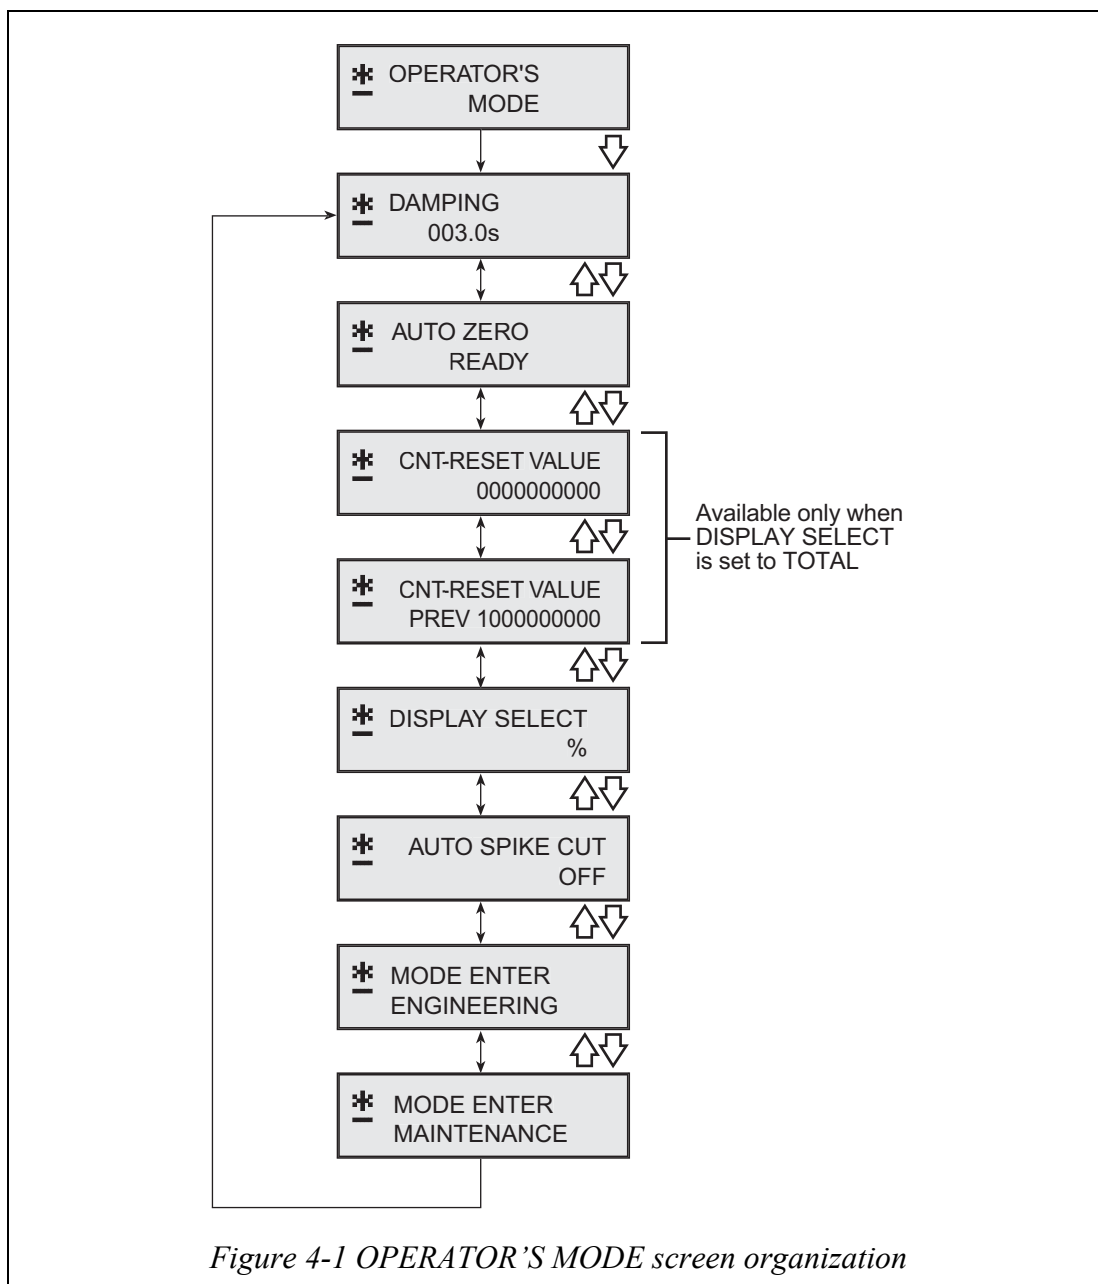 OPERATOR'S
MODE
DAMPING
003.0s
AUTO ZERO
READY
CNT-RESET VALUE
0000000000
CNT-RESET VALUE
PREV 1000000000
Available only when
DISPLAY SELECT
is set to TOTAL
DISPLAY SELECT
%
AUTO SPIKE CUT
OFF
MODE ENTER
ENGINEERING
MODE ENTER
MAINTENANCE
Figure 4-1 OPERATOR’S MODE screen organization